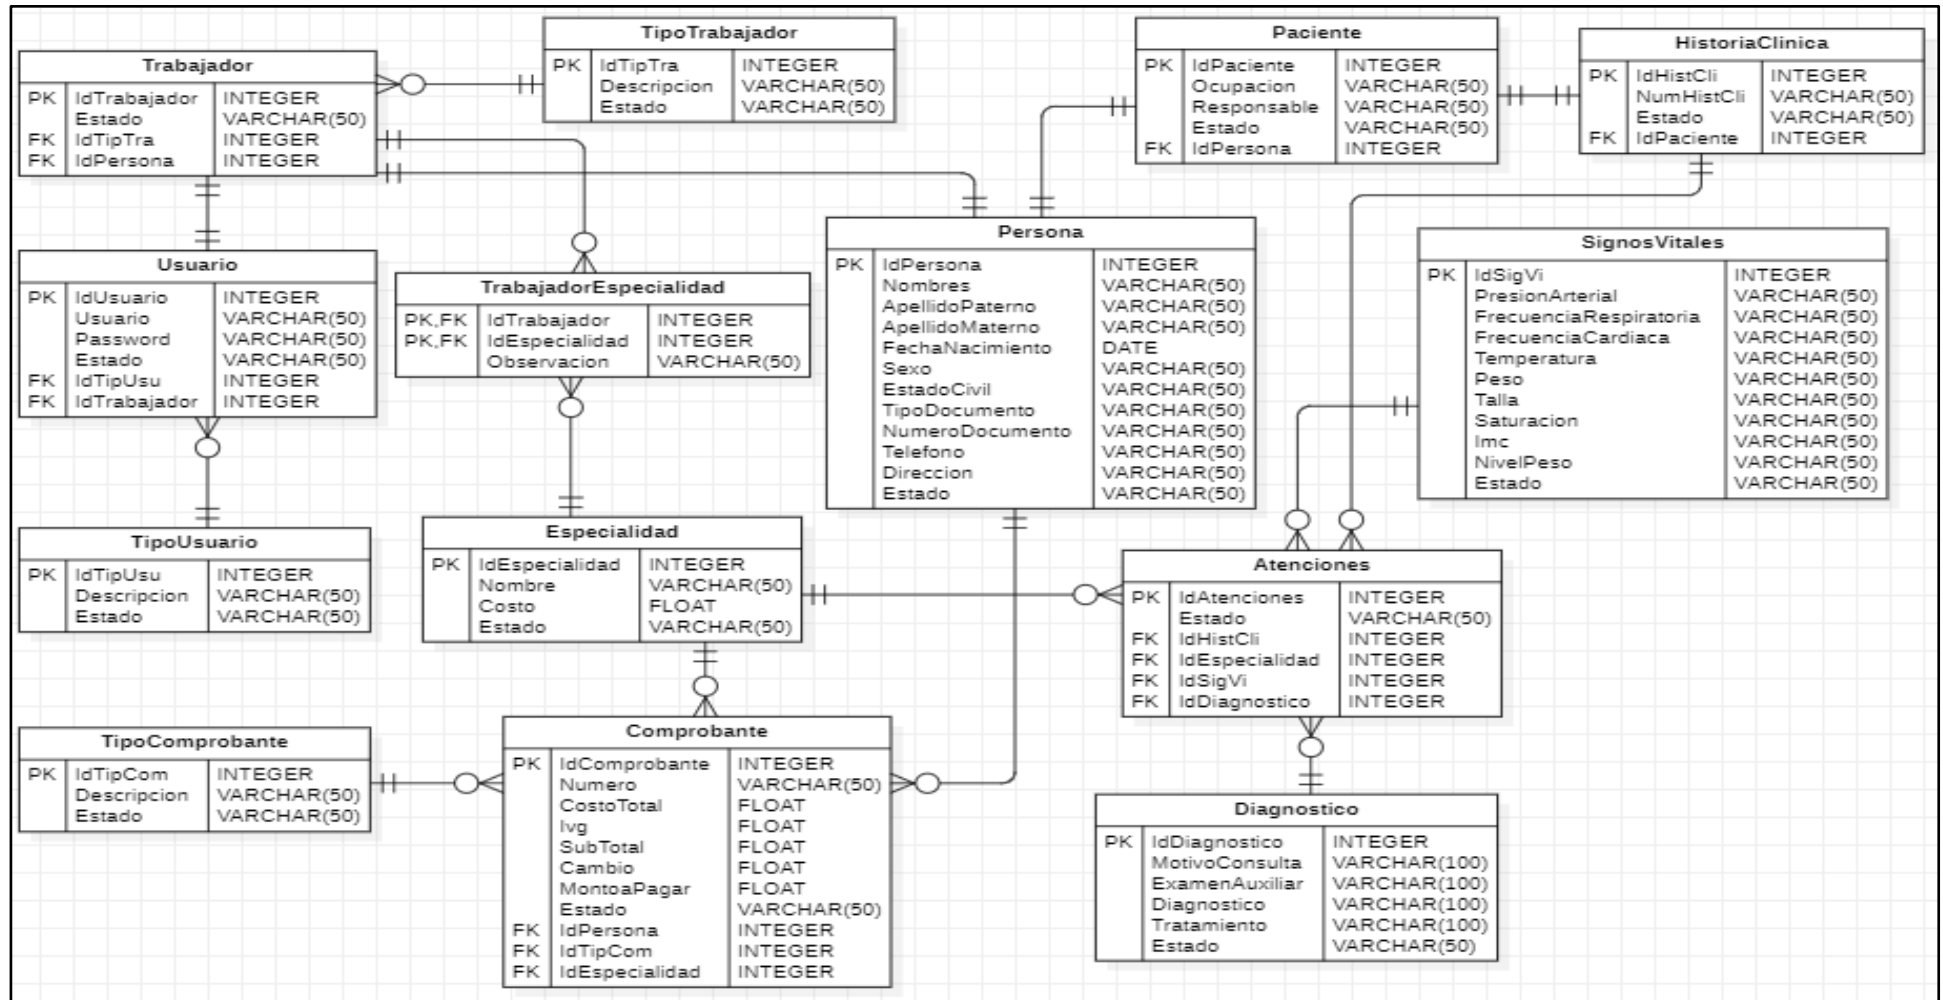 Trabajador
PK IdTrabajador INTEGER
Estado VARCHAR(50)
FK IdTipTra INTEGER
FK IdPersona INTEGER
TipoTrabajador
PK IdTipTra INTEGER
Descripcion VARCHAR(50)
Estado VARCHAR(50)
Paciente
PK IdPaciente INTEGER
Ocupacion VARCHAR(50)
Responsable VARCHAR(50)
Estado VARCHAR(50)
FK IdPersona INTEGER
HistoriaClinica
PK IdHistCli INTEGER
NumHistCli VARCHAR(50)
Estado VARCHAR(50)
FK IdPaciente INTEGER
Usuario
PK IdUsuario INTEGER
Usuario VARCHAR(50)
Password VARCHAR(50)
Estado VARCHAR(50)
FK IdTipUsu INTEGER
FK IdTrabajador INTEGER
TrabajadorEspecialidad
PK,FK IdTrabajador INTEGER
PK,FK IdEspecialidad INTEGER
Observacion VARCHAR(50)
Persona
PK IdPersona INTEGER
Nombres VARCHAR(50)
ApellidoPaterno VARCHAR(50)
ApellidoMaterno VARCHAR(50)
FechaNacimiento DATE
Sexo VARCHAR(50)
EstadoCivil VARCHAR(50)
TipoDocumento VARCHAR(50)
NumeroDocumento VARCHAR(50)
Telefono VARCHAR(50)
Direccion VARCHAR(50)
Estado VARCHAR(50)
SignosVitales
PK IdSigVi INTEGER
PresionArterial VARCHAR(50)
FrecuenciaRespiratoria VARCHAR(50)
FrecuenciaCardiaca VARCHAR(50)
Temperatura VARCHAR(50)
Peso VARCHAR(50)
Talla VARCHAR(50)
Saturacion VARCHAR(50)
Imc VARCHAR(50)
NivelPeso VARCHAR(50)
Estado VARCHAR(50)
TipoUsuario
PK IdTipUsu INTEGER
Descripcion VARCHAR(50)
Estado VARCHAR(50)
Especialidad
PK IdEspecialidad INTEGER
Nombre VARCHAR(50)
Costo FLOAT
Estado VARCHAR(50)
Atenciones
PK IdAtenciones INTEGER
Estado VARCHAR(50)
FK IdHistCli INTEGER
FK IdEspecialidad INTEGER
FK IdSigVi INTEGER
FK IdDiagnostico INTEGER
TipoComprobante
PK IdTipCom INTEGER
Descripcion VARCHAR(50)
Estado VARCHAR(50)
Comprobante
PK IdComprobante INTEGER
Numero VARCHAR(50)
CostoTotal FLOAT
Ivg FLOAT
SubTotal FLOAT
Cambio FLOAT
MontoaPagar FLOAT
Estado VARCHAR(50)
FK IdPersona INTEGER
FK IdTipCom INTEGER
FK IdEspecialidad INTEGER
Diagnostico
PK IdDiagnostico INTEGER
MotivoConsulta VARCHAR(100)
ExamenAuxiliar VARCHAR(100)
Diagnostico VARCHAR(100)
Tratamiento VARCHAR(100)
Estado VARCHAR(50)